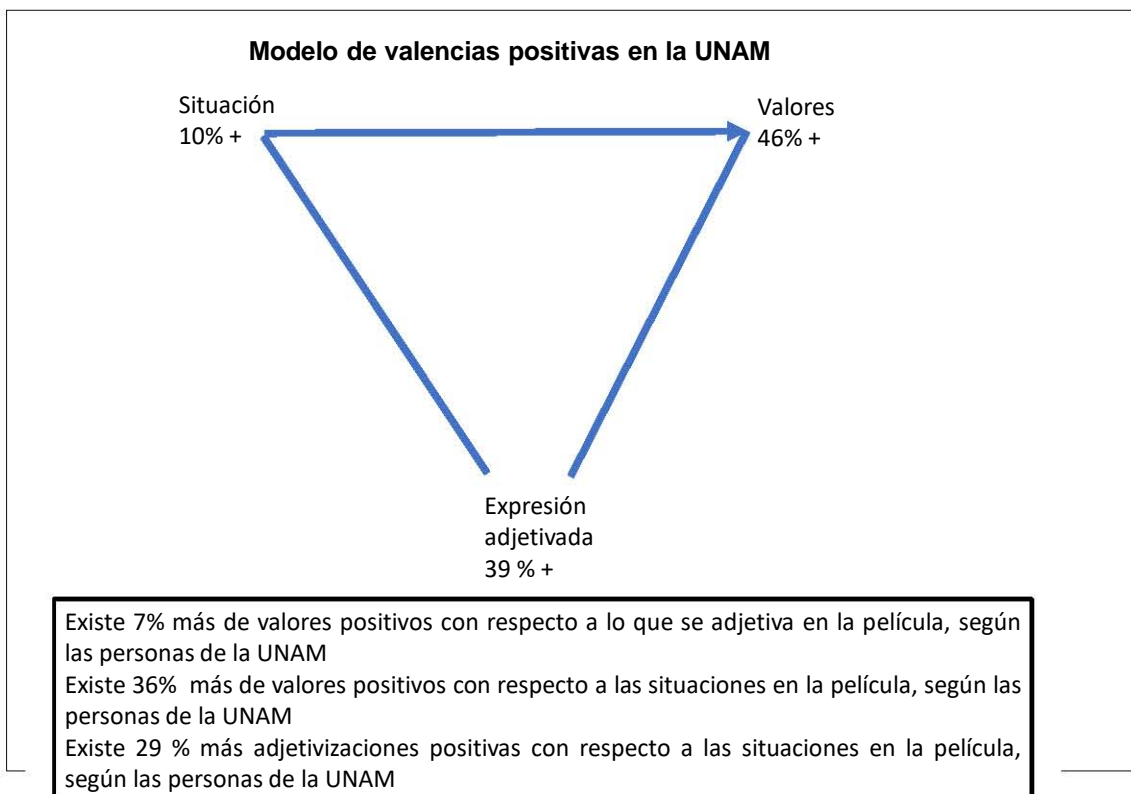 Modelo de valencias positivas en la UNAM
Situación
10% +
Valores
46% +
Expresión
adjetivada
39 % +
Existe 7% más de valores positivos con respecto a lo que se adjetiva en la película, según
las personas de la UNAM
Existe 36% más de valores positivos con respecto a las situaciones en la película, según las
personas de la UNAM
Existe 29 % más adjetivizaciones positivas con respecto a las situaciones en la película,
según las personas de la UNAM